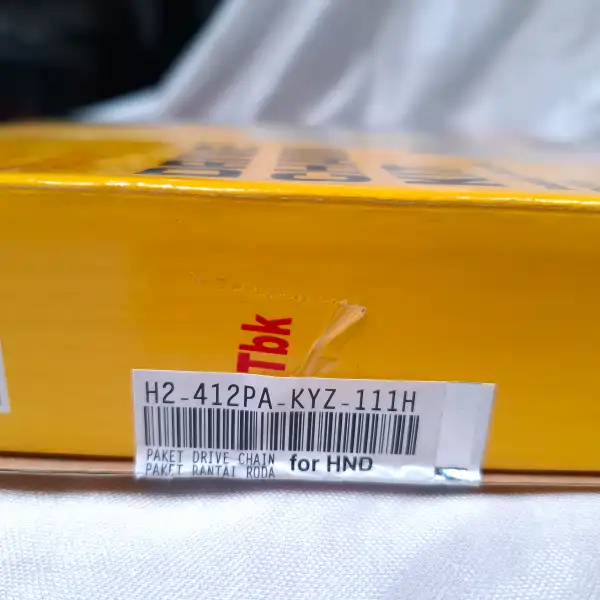 Tbk
H2-412PA-KYZ-111H
PAKET DRIVE CHAIN
PAKET RANTAI RODA
for HND